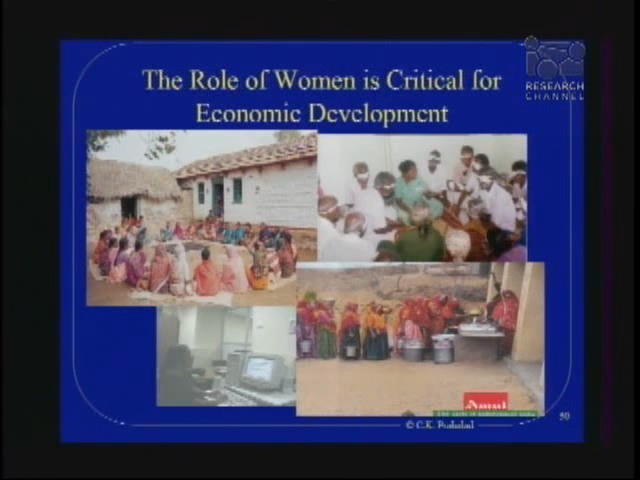 The Role of Women is Critical for
Economic Development
RESEARCH
CHANNEL
Amul
50
© C.K. Prahalad